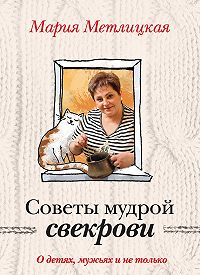 Мария Метлицкая
Советы мудрой
свекрови
О детях, мужьях и не только